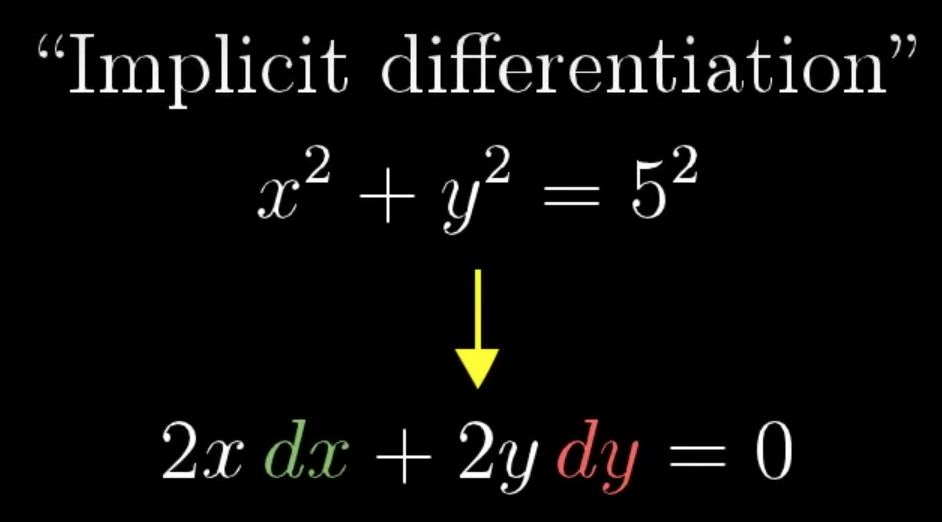 “Implicit differentiation”
x² + y² = 5²
2x dx + 2y dy = 0